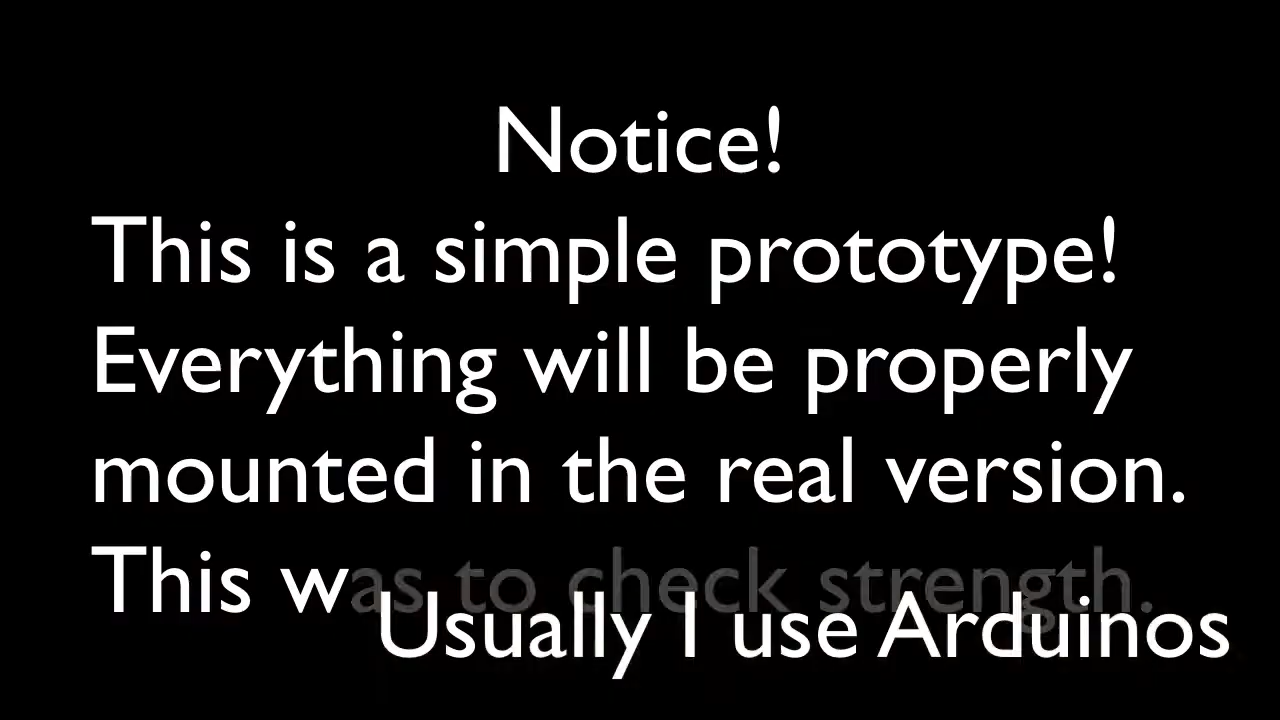 Notice!
This is a simple prototype!
Everything will be properly
mounted in the real version.
This was to check strength.
Usually I use Arduinos